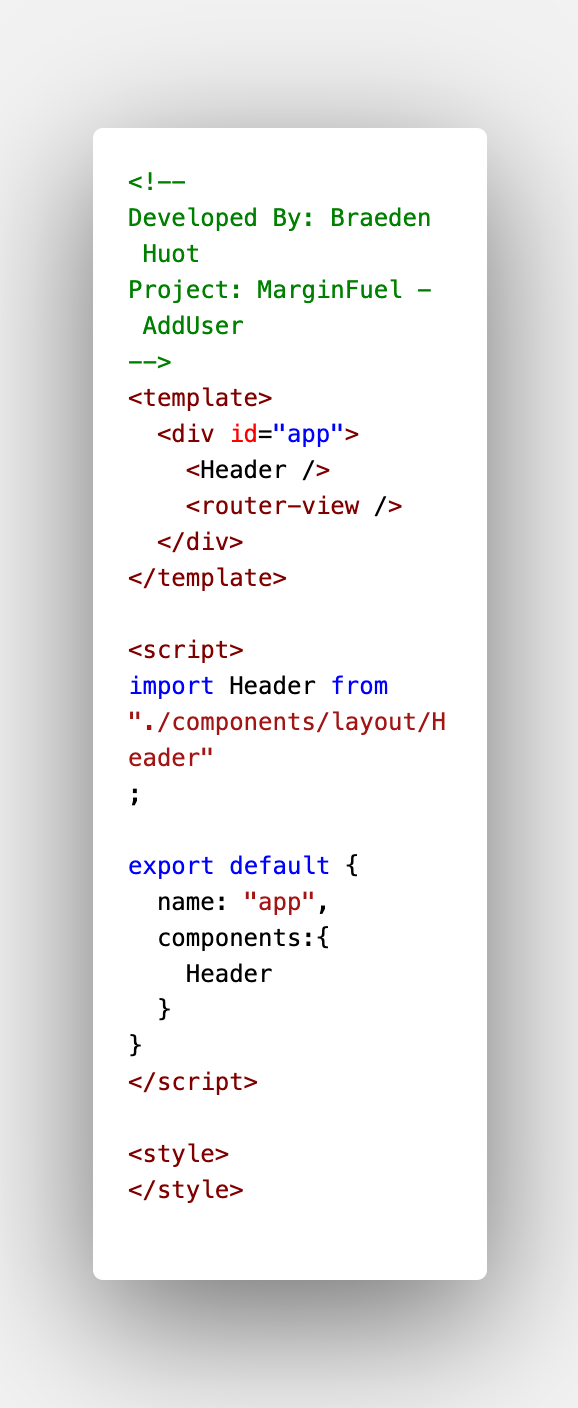 <!--
Developed By: Braeden
 Huot
Project: MarginFuel -
 AddUser
-->
<template>
  <div id="app">
    <Header />
    <router-view />
  </div>
</template>

<script>
import Header from
"./components/layout/H
eader"
;

export default {
  name: "app",
  components:{
    Header
  }
}
</script>

<style>
</style>